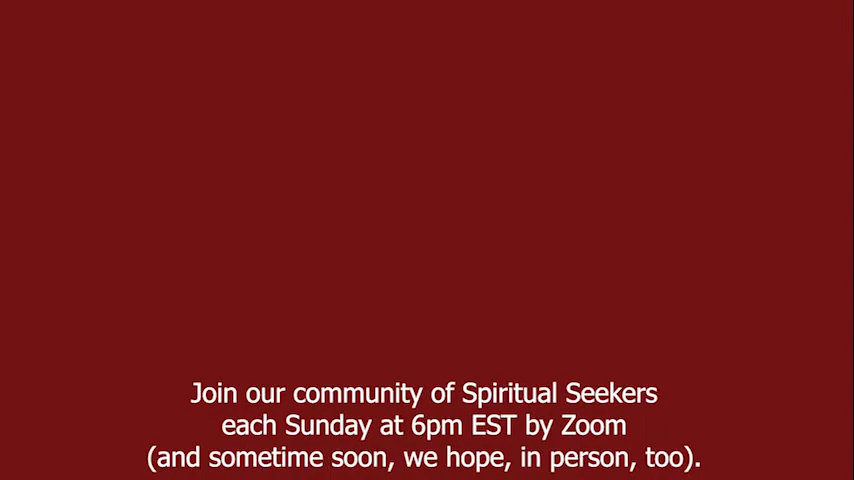 Join our community of Spiritual Seekers
each Sunday at 6pm EST by Zoom
(and sometime soon, we hope, in person, too).